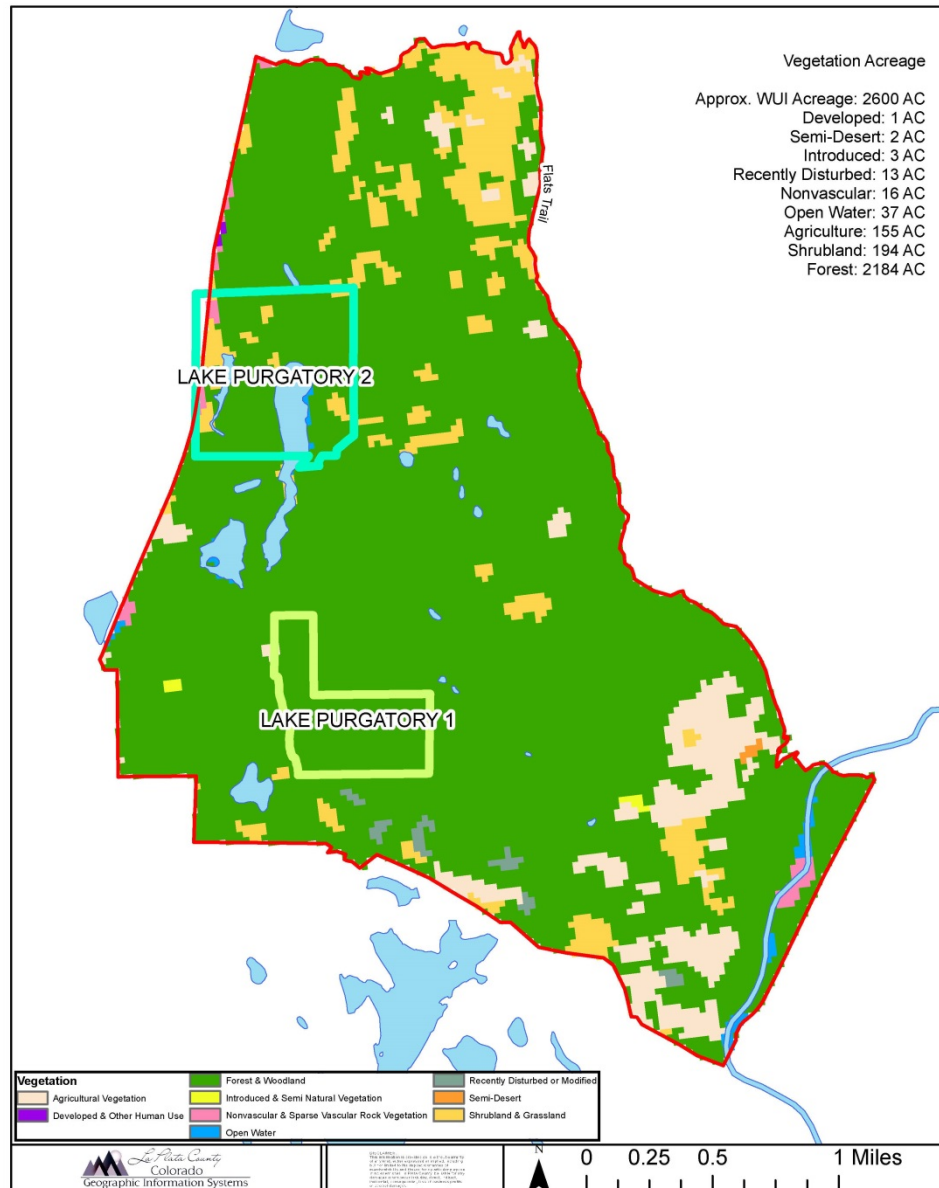 Vegetation Acreage
Approx. WUI Acreage: 2600 AC
Developed: 1 AC
Semi-Desert: 2 AC
Introduced: 3 AC
Recently Disturbed: 13 AC
Nonvascular: 16 AC
Open Water: 37 AC
Agriculture: 155 AC
Shrubland: 194 AC
Forest: 2184 AC
Flats Trail
LAKE PURGATORY 2
LAKE PURGATORY 1
Vegetation
Agricultural Vegetation
Developed & Other Human Use
Forest & Woodland
Introduced & Semi Natural Vegetation
Nonvascular & Sparse Vascular Rock Vegetation
Open Water
Recently Disturbed or Modified
Semi-Desert
Shrubland & Grassland
La Plata County
Colorado
Geographic Information Systems
N
0 0.25 0.5 1 Miles